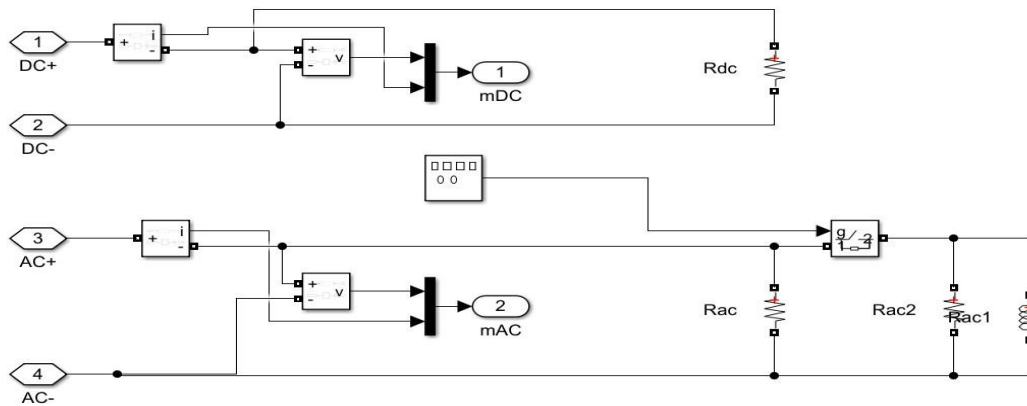 1
DC+
+
i
-
+
-
v
1
mDC
Rdc
+
2
DC-
3
AC+
+
i
-
+
-
v
2
mAC
g
1
2
Rac
+
Rac2
+
Rac1
4
AC-